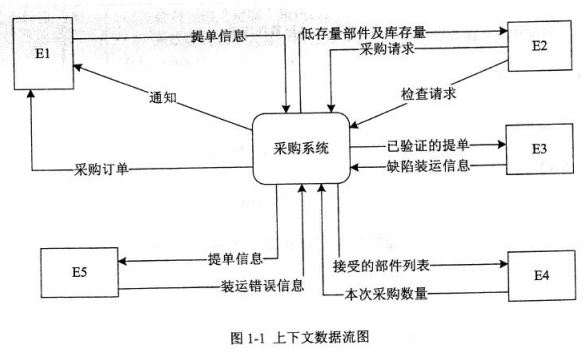 E1
提单信息
低存量部件及库存量
E2
采购请求
通知
检查请求
采购系统
已验证的提单
E3
缺陷装运信息
采购订单
E5
提单信息
装运错误信息
接受的部件列表
E4
本次采购数量
图 1-1 上下文数据流图